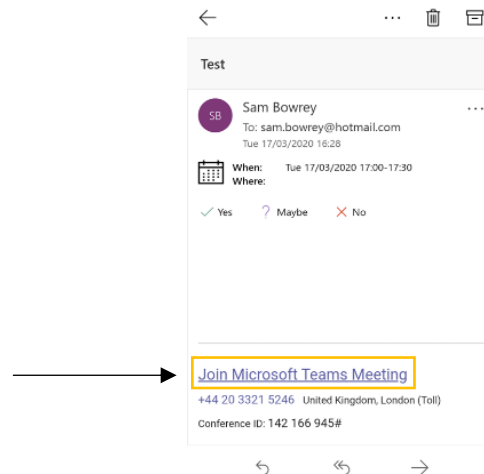 Test
SB
Sam Bowrey
To: sam.bowrey@hotmail.com
Tue 17/03/2020 16:28
When: Tue 17/03/2020 17:00-17:30
Where:
Yes ? Maybe No
Join Microsoft Teams Meeting
+44 20 3321 5246 United Kingdom, London (Toll)
Conference ID: 142 166 945#